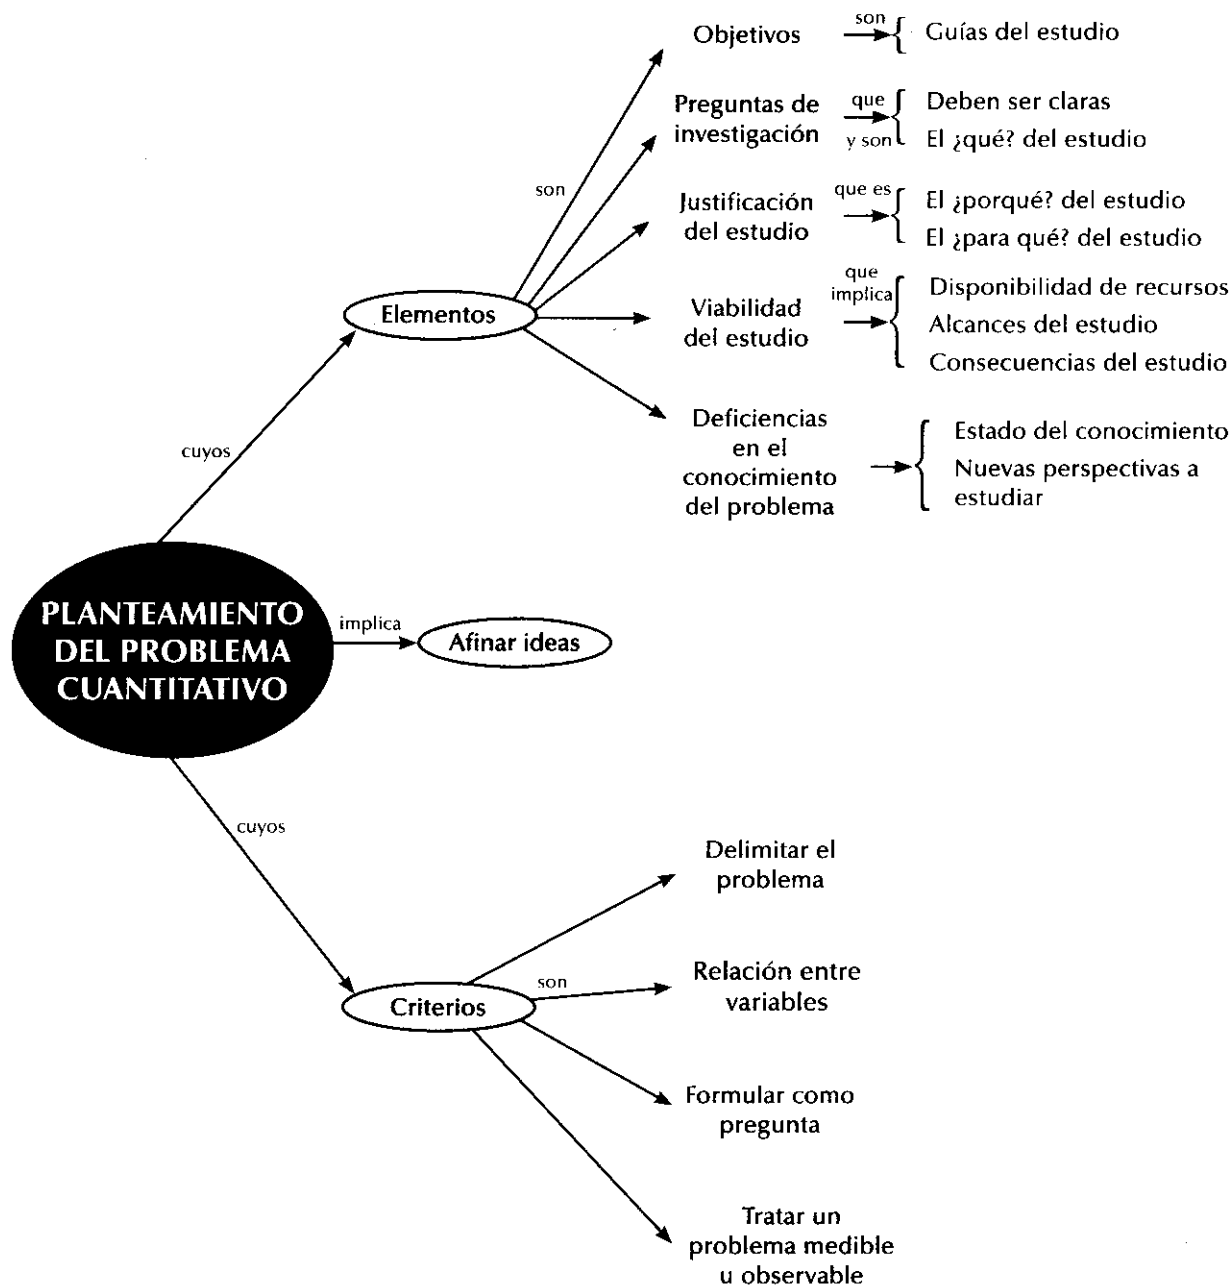 Objetivos
son
Guías del estudio
Preguntas de
investigación
que
y son
Deben ser claras
El ¿qué? del estudio
son
Justificación
del estudio
que es
El ¿porqué? del estudio
El ¿para qué? del estudio
Elementos
Viabilidad
del estudio
que
implica
Disponibilidad de recursos
Alcances del estudio
Consecuencias del estudio
Deficiencias
en el
conocimiento
del problema
Estado del conocimiento
Nuevas perspectivas a
estudiar
cuyos
PLANTEAMIENTO
DEL PROBLEMA
CUANTITATIVO
implica
Afinar ideas
cuyos
Criterios
son
Delimitar el
problema
Relación entre
variables
Formular como
pregunta
Tratar un
problema medible
u observable